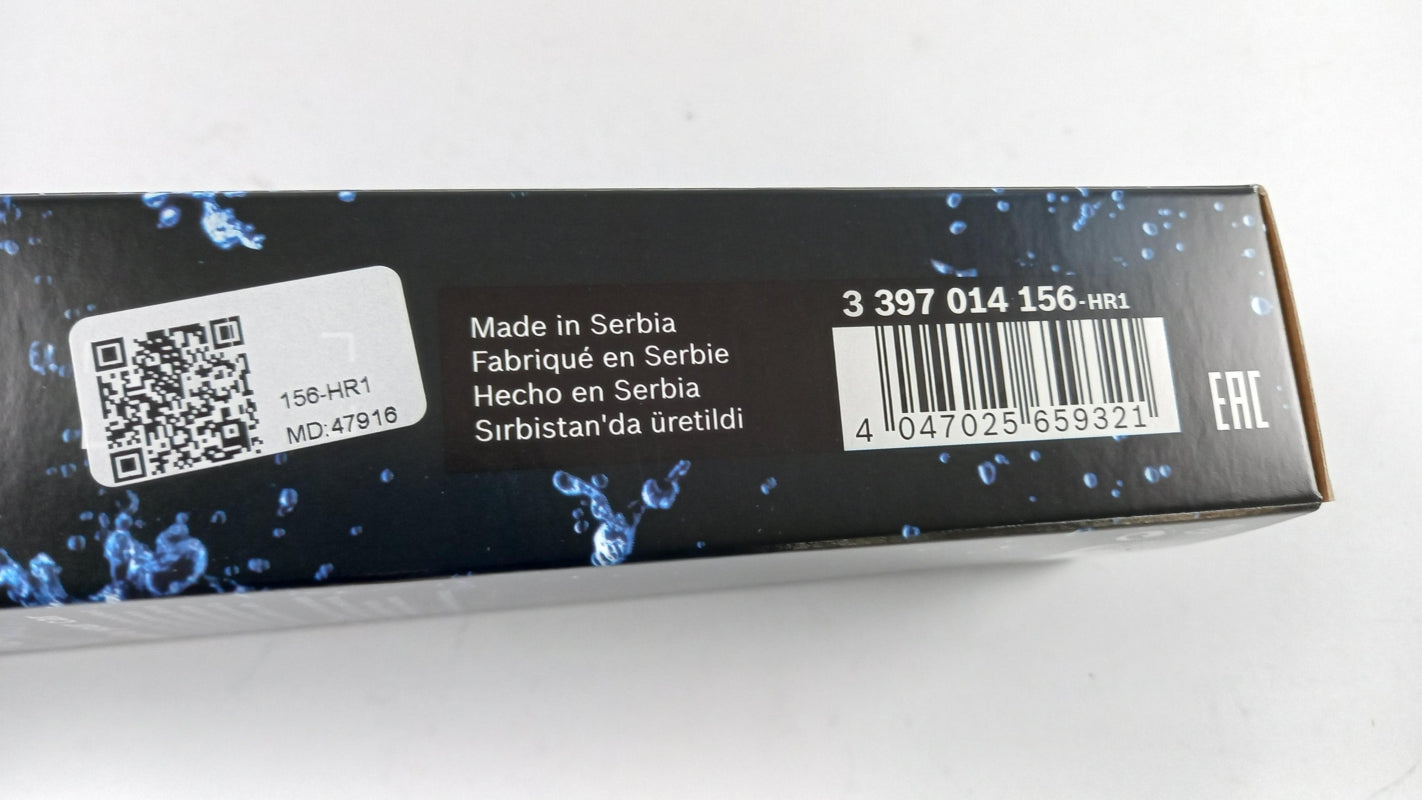 156-HR1
MD:47916
Made in Serbia
Fabriqué en Serbie
Hecho en Serbia
Sırbistan'da üretildi
3 397 014 156-HR1
4 047025 659321
EAC